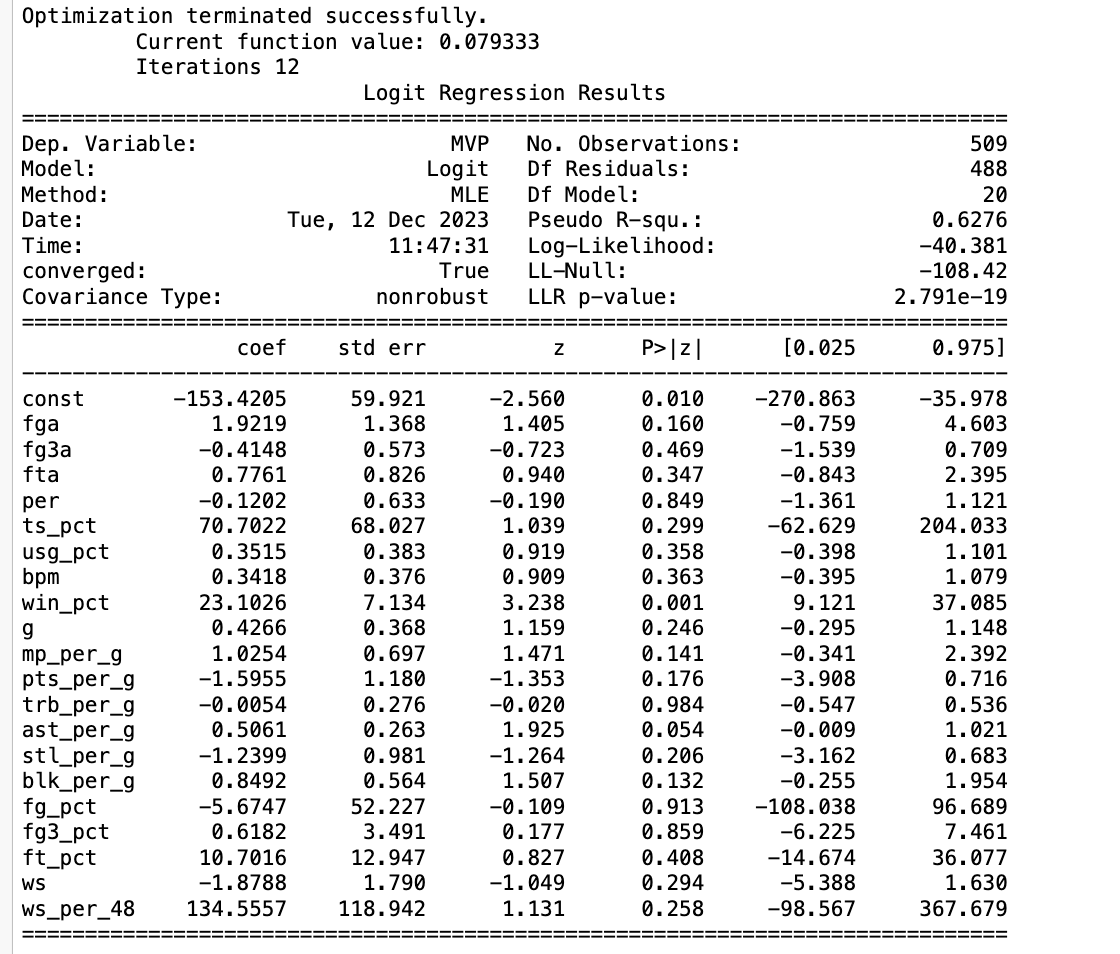 Optimization terminated successfully.
         Current function value: 0.079333
         Iterations 12
                           Logit Regression Results
==============================================================================
Dep. Variable:                    MVP   No. Observations:                  509
Model:                          Logit   Df Residuals:                      488
Method:                           MLE   Df Model:                           20
Date:                Tue, 12 Dec 2023   Pseudo R-squ.:                  0.6276
Time:                        11:47:31   Log-Likelihood:                -40.381
converged:                       True   LL-Null:                       -108.42
Covariance Type:            nonrobust   LLR p-value:                 2.791e-19
==============================================================================
                 coef    std err          z      P>|z|      [0.025      0.975]
------------------------------------------------------------------------------
const       -153.4205     59.921     -2.560      0.010    -270.863     -35.978
fga            1.9219      1.368      1.405      0.160      -0.759       4.603
fg3a          -0.4148      0.573     -0.723      0.469      -1.539       0.709
fta            0.7761      0.826      0.940      0.347      -0.843       2.395
per           -0.1202      0.633     -0.190      0.849      -1.361       1.121
ts_pct        70.7022     68.027      1.039      0.299     -62.629     204.033
usg_pct        0.3515      0.383      0.919      0.358      -0.398       1.101
bpm            0.3418      0.376      0.909      0.363      -0.395       1.079
win_pct       23.1026      7.134      3.238      0.001       9.121      37.085
g              0.4266      0.368      1.159      0.246      -0.295       1.148
mp_per_g       1.0254      0.697      1.471      0.141      -0.341       2.392
pts_per_g     -1.5955      1.180     -1.353      0.176      -3.908       0.716
trb_per_g     -0.0054      0.276     -0.020      0.984      -0.547       0.536
ast_per_g      0.5061      0.263      1.925      0.054      -0.009       1.021
stl_per_g     -1.2399      0.981     -1.264      0.206      -3.162       0.683
blk_per_g      0.8492      0.564      1.507      0.132      -0.255       1.954
fg_pct        -5.6747     52.227     -0.109      0.913    -108.038      96.689
fg3_pct        0.6182      3.491      0.177      0.859      -6.225       7.461
ft_pct        10.7016     12.947      0.827      0.408     -14.674      36.077
ws            -1.8788      1.790     -1.049      0.294      -5.388       1.630
ws_per_48    134.5557    118.942      1.131      0.258     -98.567     367.679
==============================================================================